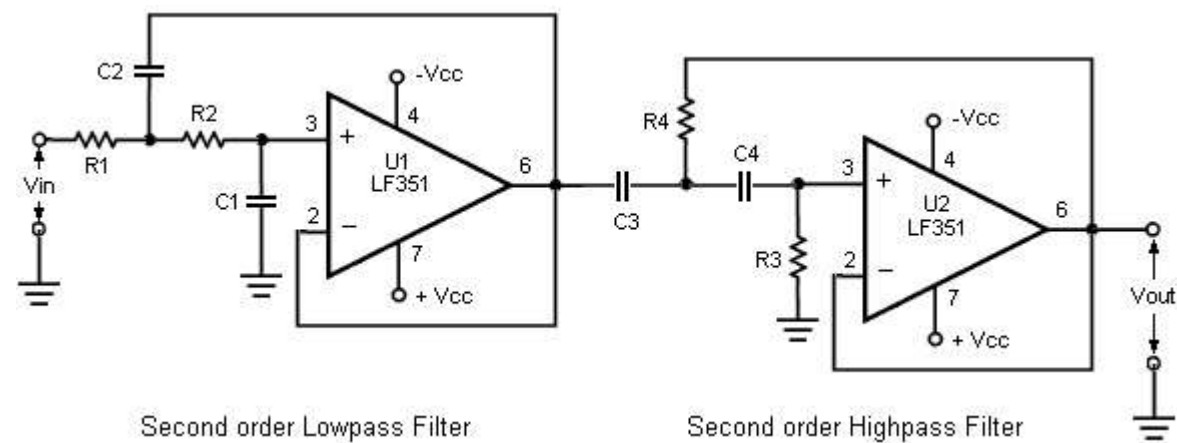 C2
-Vcc
4
R2
3
+
U1
LF351
6
R1
Vin
C1
2
−
7
+ Vcc
R4
-Vcc
4
C4
3
+
U2
LF351
6
C3
R3
2
−
7
+ Vcc
Vout
Second order Lowpass Filter
Second order Highpass Filter